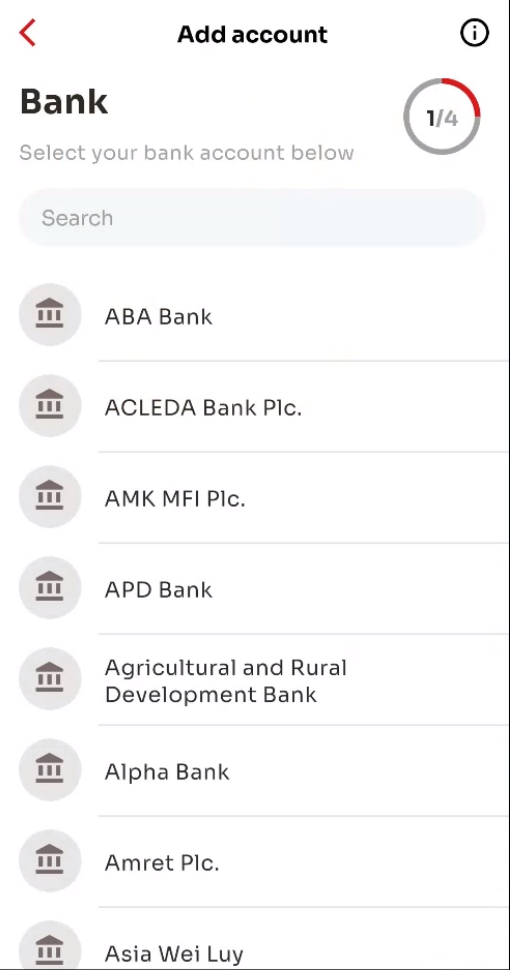 Add account
Bank
1/4
Select your bank account below
Search
ABA Bank
ACLEDA Bank Plc.
AMK MFI Plc.
APD Bank
Agricultural and Rural
Development Bank
Alpha Bank
Amret Plc.
Asia Wei Luy